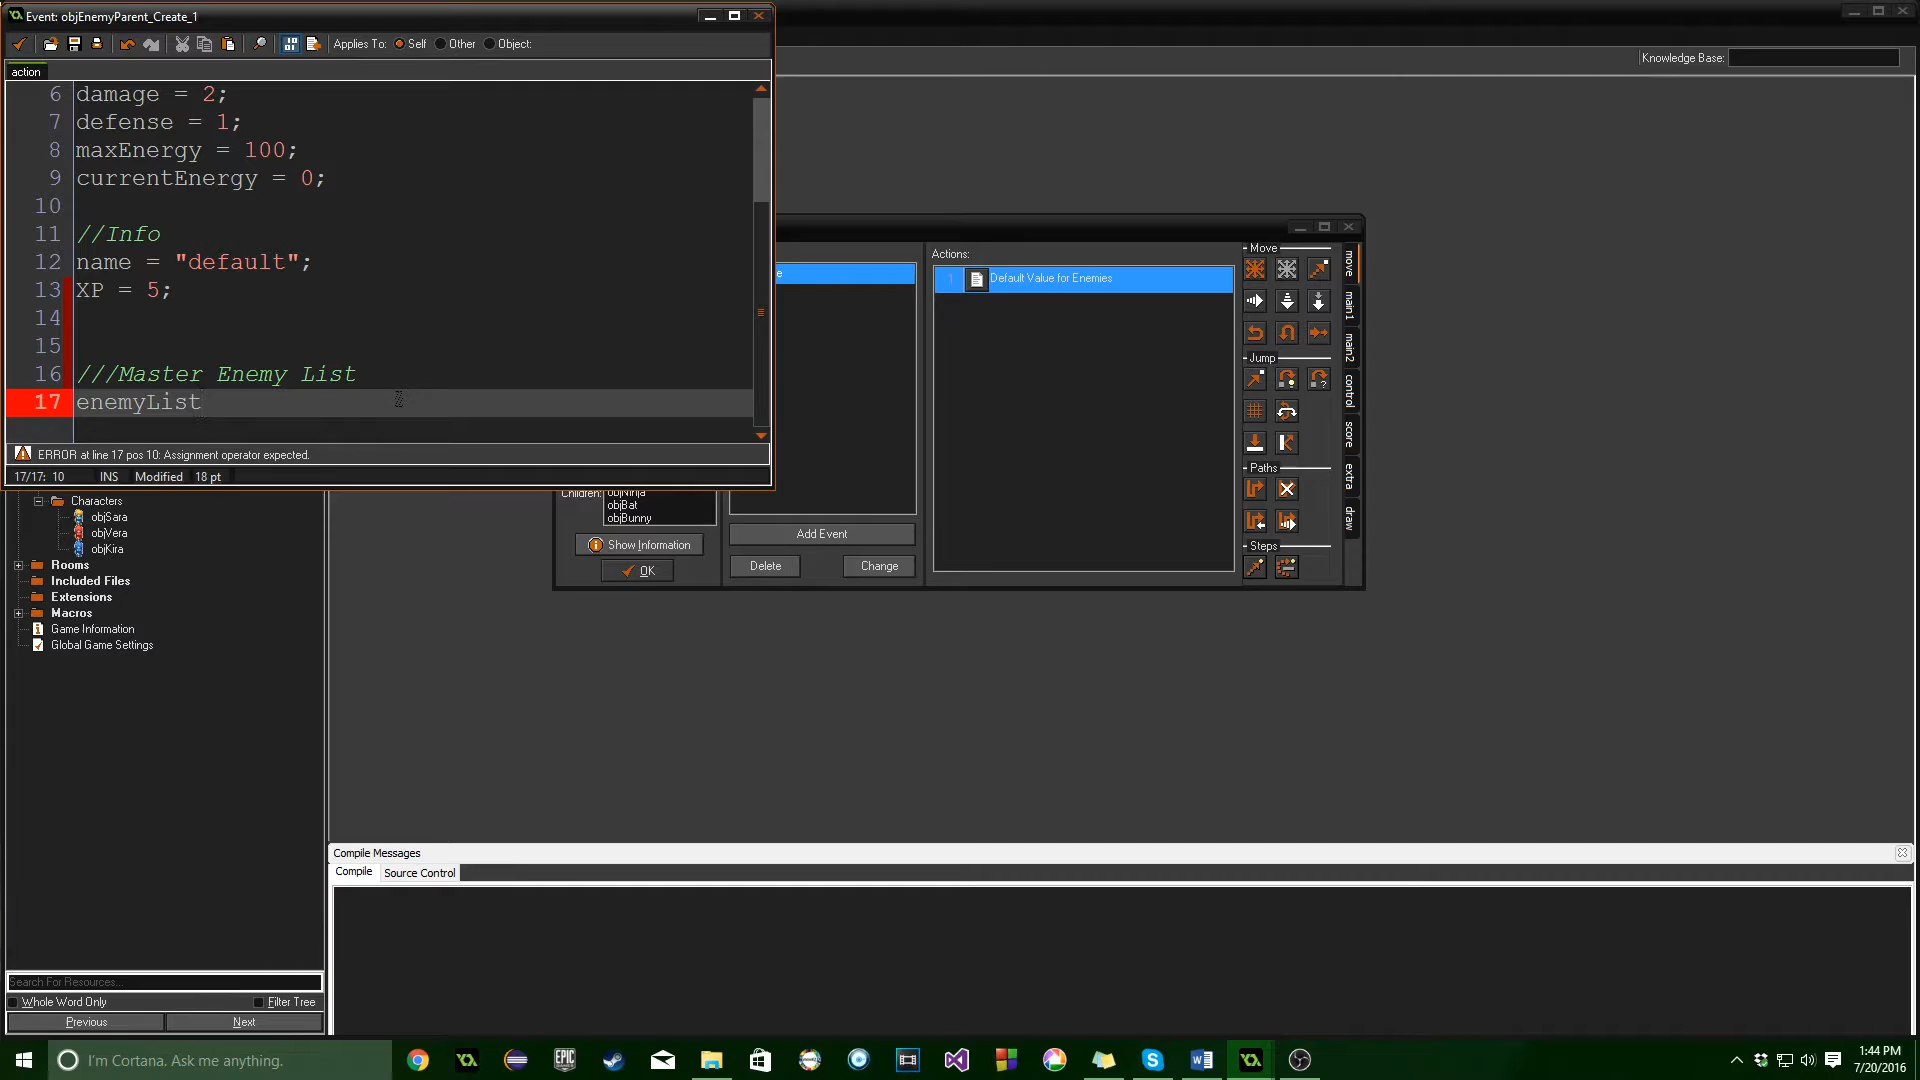 Event: objEnemyParent_Create_1
Applies To: Self Other Object:
action
6 damage = 2;
7 defense = 1;
8 maxEnergy = 100;
9 currentEnergy = 0;
10
11 //Info
12 name = "default";
13 XP = 5;
14
15
16 ///Master Enemy List
17 enemyList
ERROR at line 17 pos 10: Assignment operator expected.
17/17: 10 INS Modified 18 pt
Knowledge Base:
Actions:
1 Default Value for Enemies
Move
Jump
Paths
Steps
move
main1
main2
control
score
extra
draw
Children:
objNinja
objBat
objBunny
Show Information
OK
Add Event
Delete Change
Characters
objSara
objVera
objKira
Rooms
Included Files
Extensions
Macros
Game Information
Global Game Settings
Search For Resources...
Whole Word Only Filter Tree
Previous Next
Compile Messages
Compile Source Control
I'm Cortana. Ask me anything.
EPIC
GAMES
1:44 PM
7/20/2016